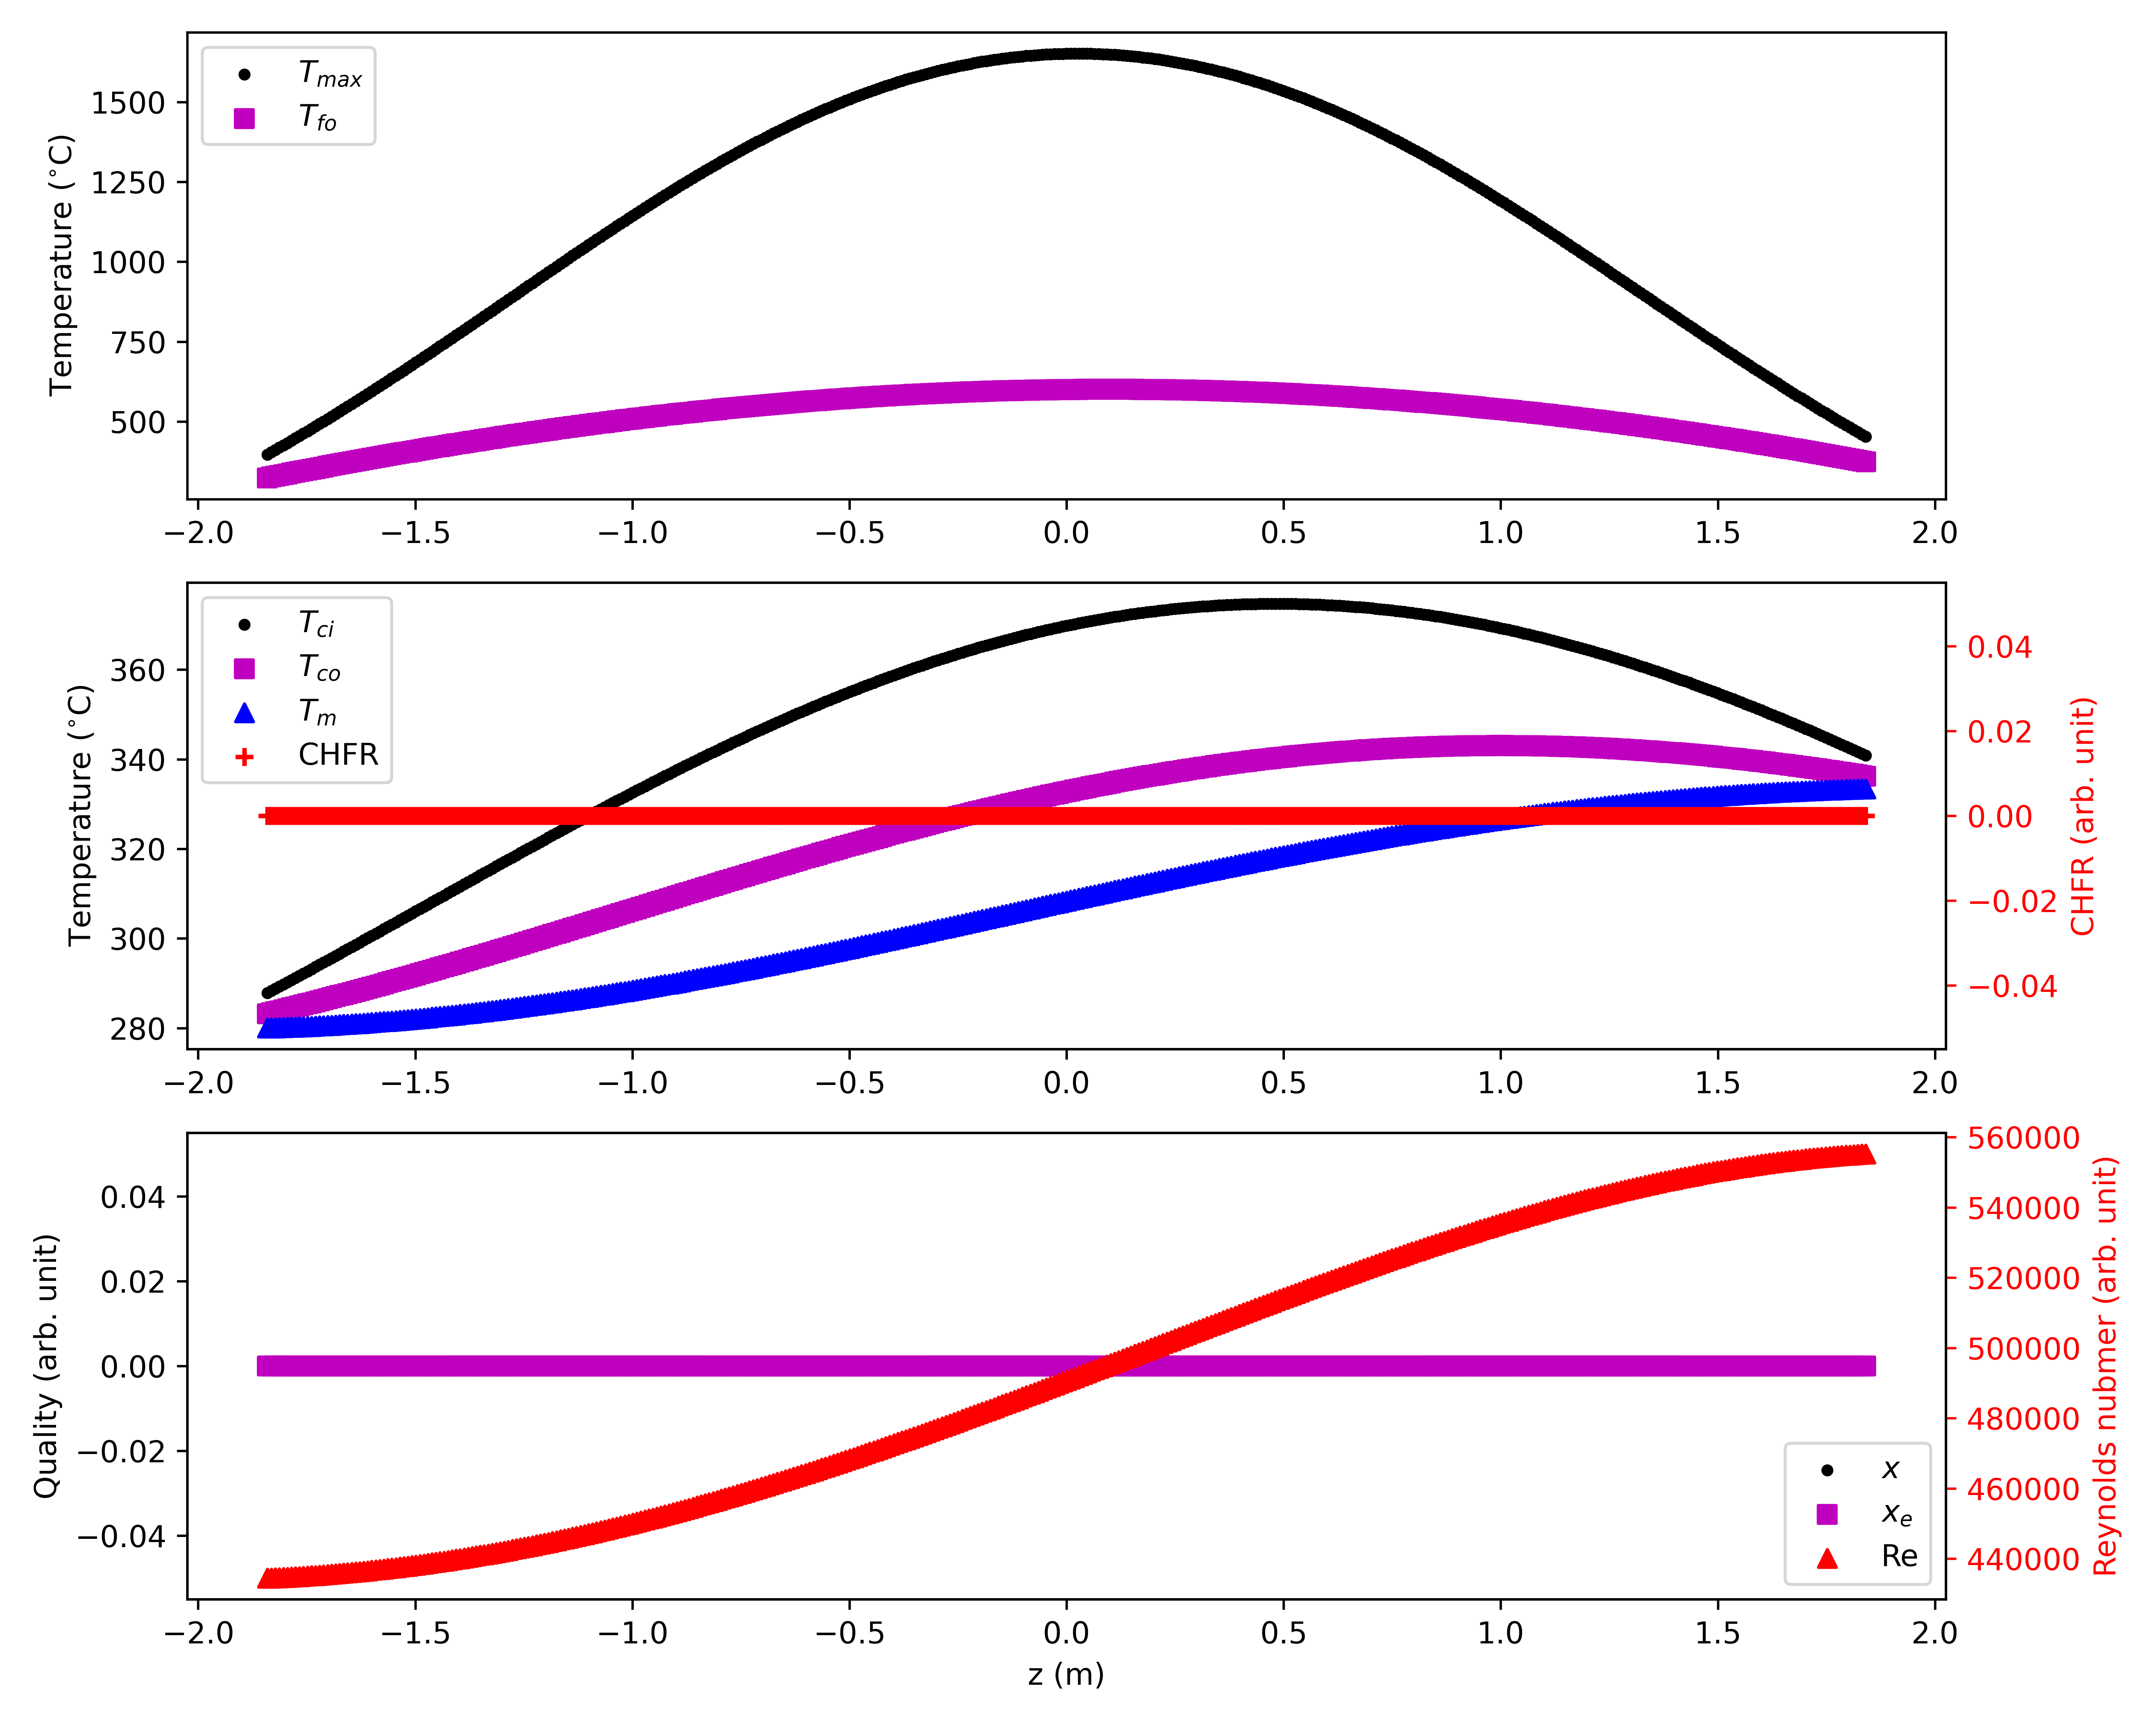 T_max
T_fo
Temperature (°C)
1500
1250
1000
750
500
−2.0 −1.5 −1.0 −0.5 0.0 0.5 1.0 1.5 2.0
T_ci
T_co
T_m
CHFR
Temperature (°C)
360
340
320
300
280
0.04
0.02
0.00
−0.02
−0.04
CHFR (arb. unit)
−2.0 −1.5 −1.0 −0.5 0.0 0.5 1.0 1.5 2.0
Quality (arb. unit)
0.04
0.02
0.00
−0.02
−0.04
x
x_e
Re
560000
540000
520000
500000
480000
460000
440000
Reynolds nubmer (arb. unit)
−2.0 −1.5 −1.0 −0.5 0.0 0.5 1.0 1.5 2.0
z (m)